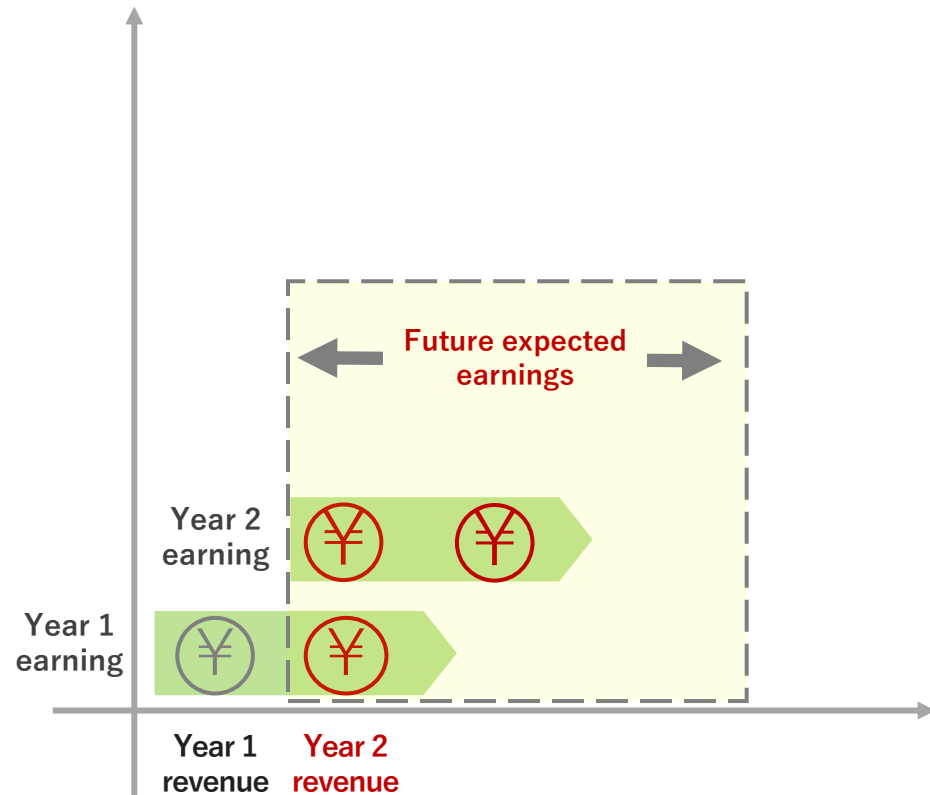 Future expected
earnings
Year 2
earning
¥
¥
Year 1
earning
¥
¥
Year 1
revenue
Year 2
revenue